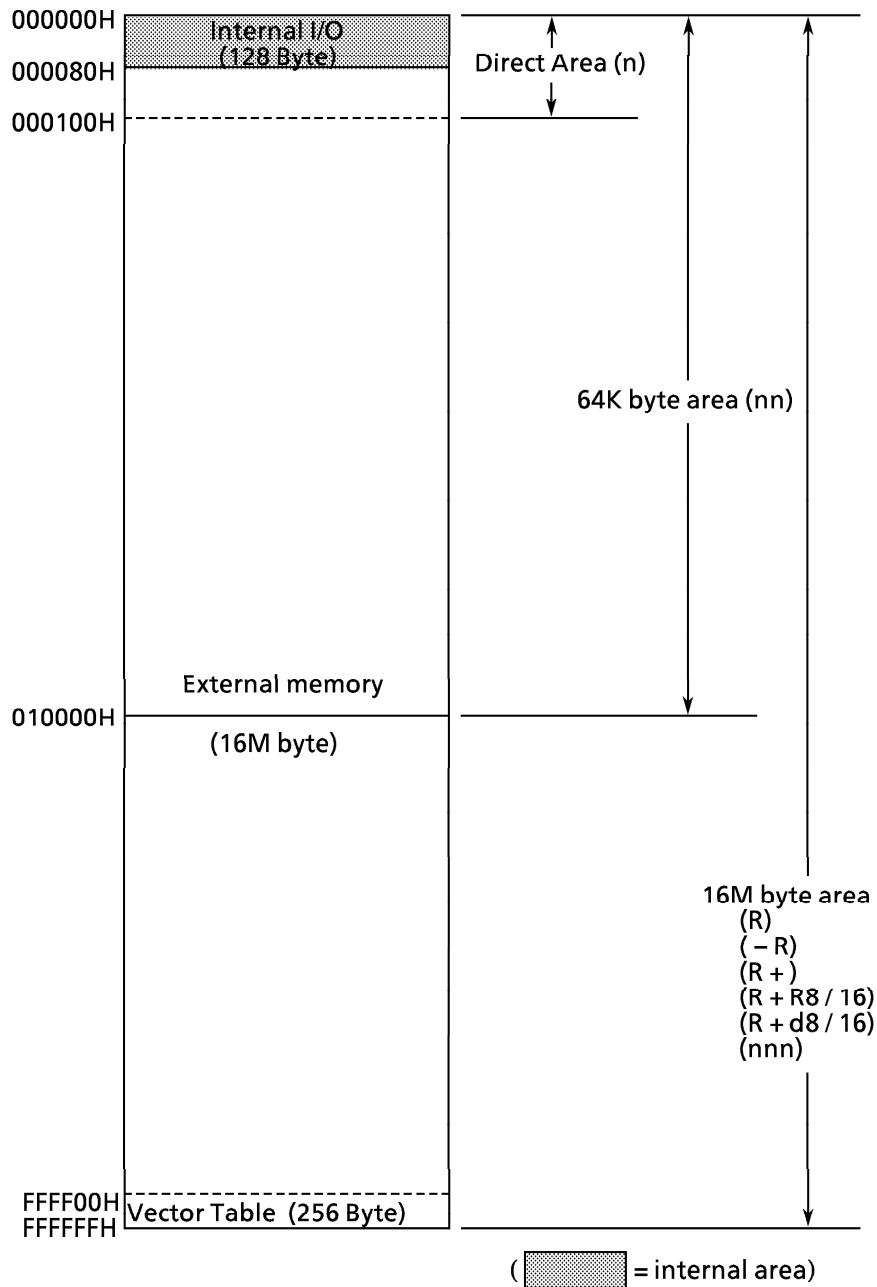 000000H
Internal I/O
(128 Byte)
000080H
Direct Area (n)
000100H
64K byte area (nn)
External memory
010000H
(16M byte)
16M byte area
(R)
( – R)
(R + )
(R + R8 / 16)
(R + d8 / 16)
(nnn)
FFFF00H
Vector Table (256 Byte)
FFFFFFH
( = internal area)